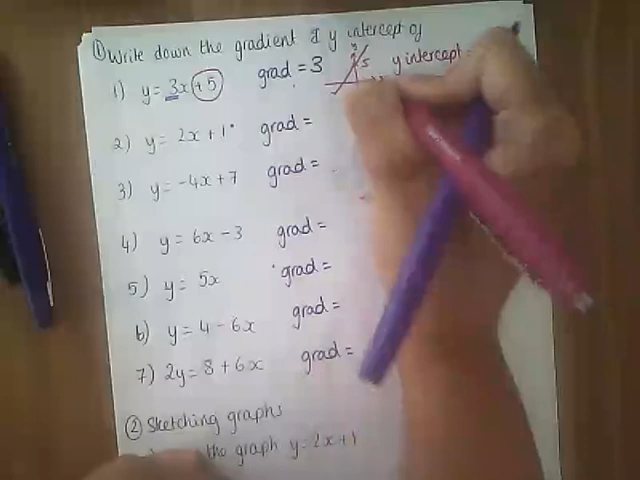 ① Write down the gradient & y intercept of
1) y = 3x + 5 grad = 3 5 y intercept =
2) y = 2x + 1 grad =
3) y = -4x + 7 grad =
4) y = 6x - 3 grad =
5) y = 5x grad =
6) y = 4 - 6x grad =
7) 2y = 8 + 6x grad =
② Sketching graphs
the graph y = 2x + 1